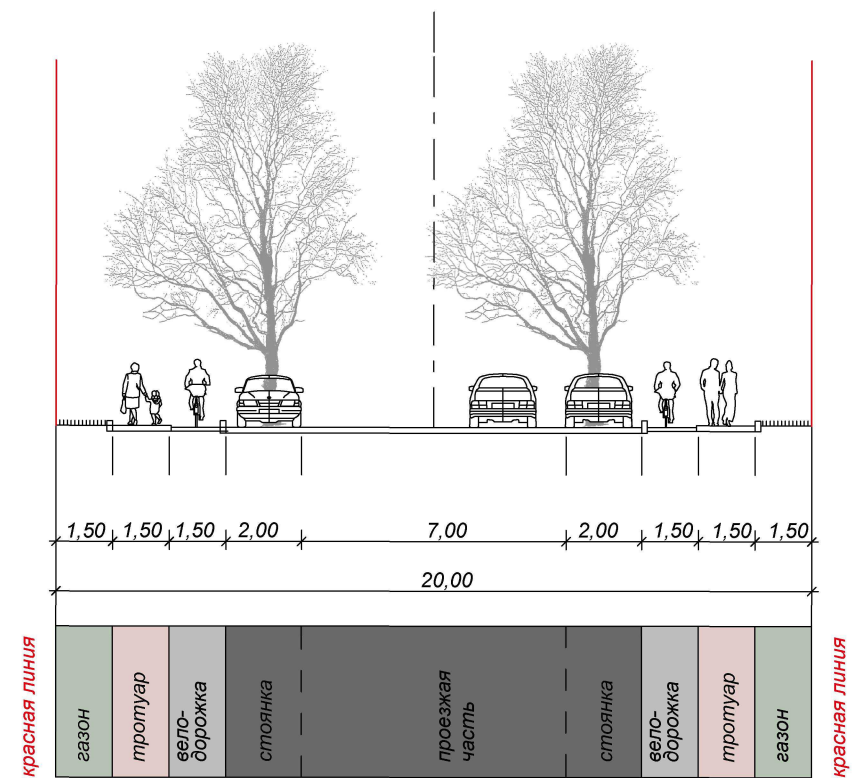 1,50 1,50 1,50 2,00 7,00 2,00 1,50 1,50 1,50
20,00
красная линия
газон
тротуар
вело-
дорожка
стоянка
проезжая
часть
стоянка
вело-
дорожка
тротуар
газон
красная линия